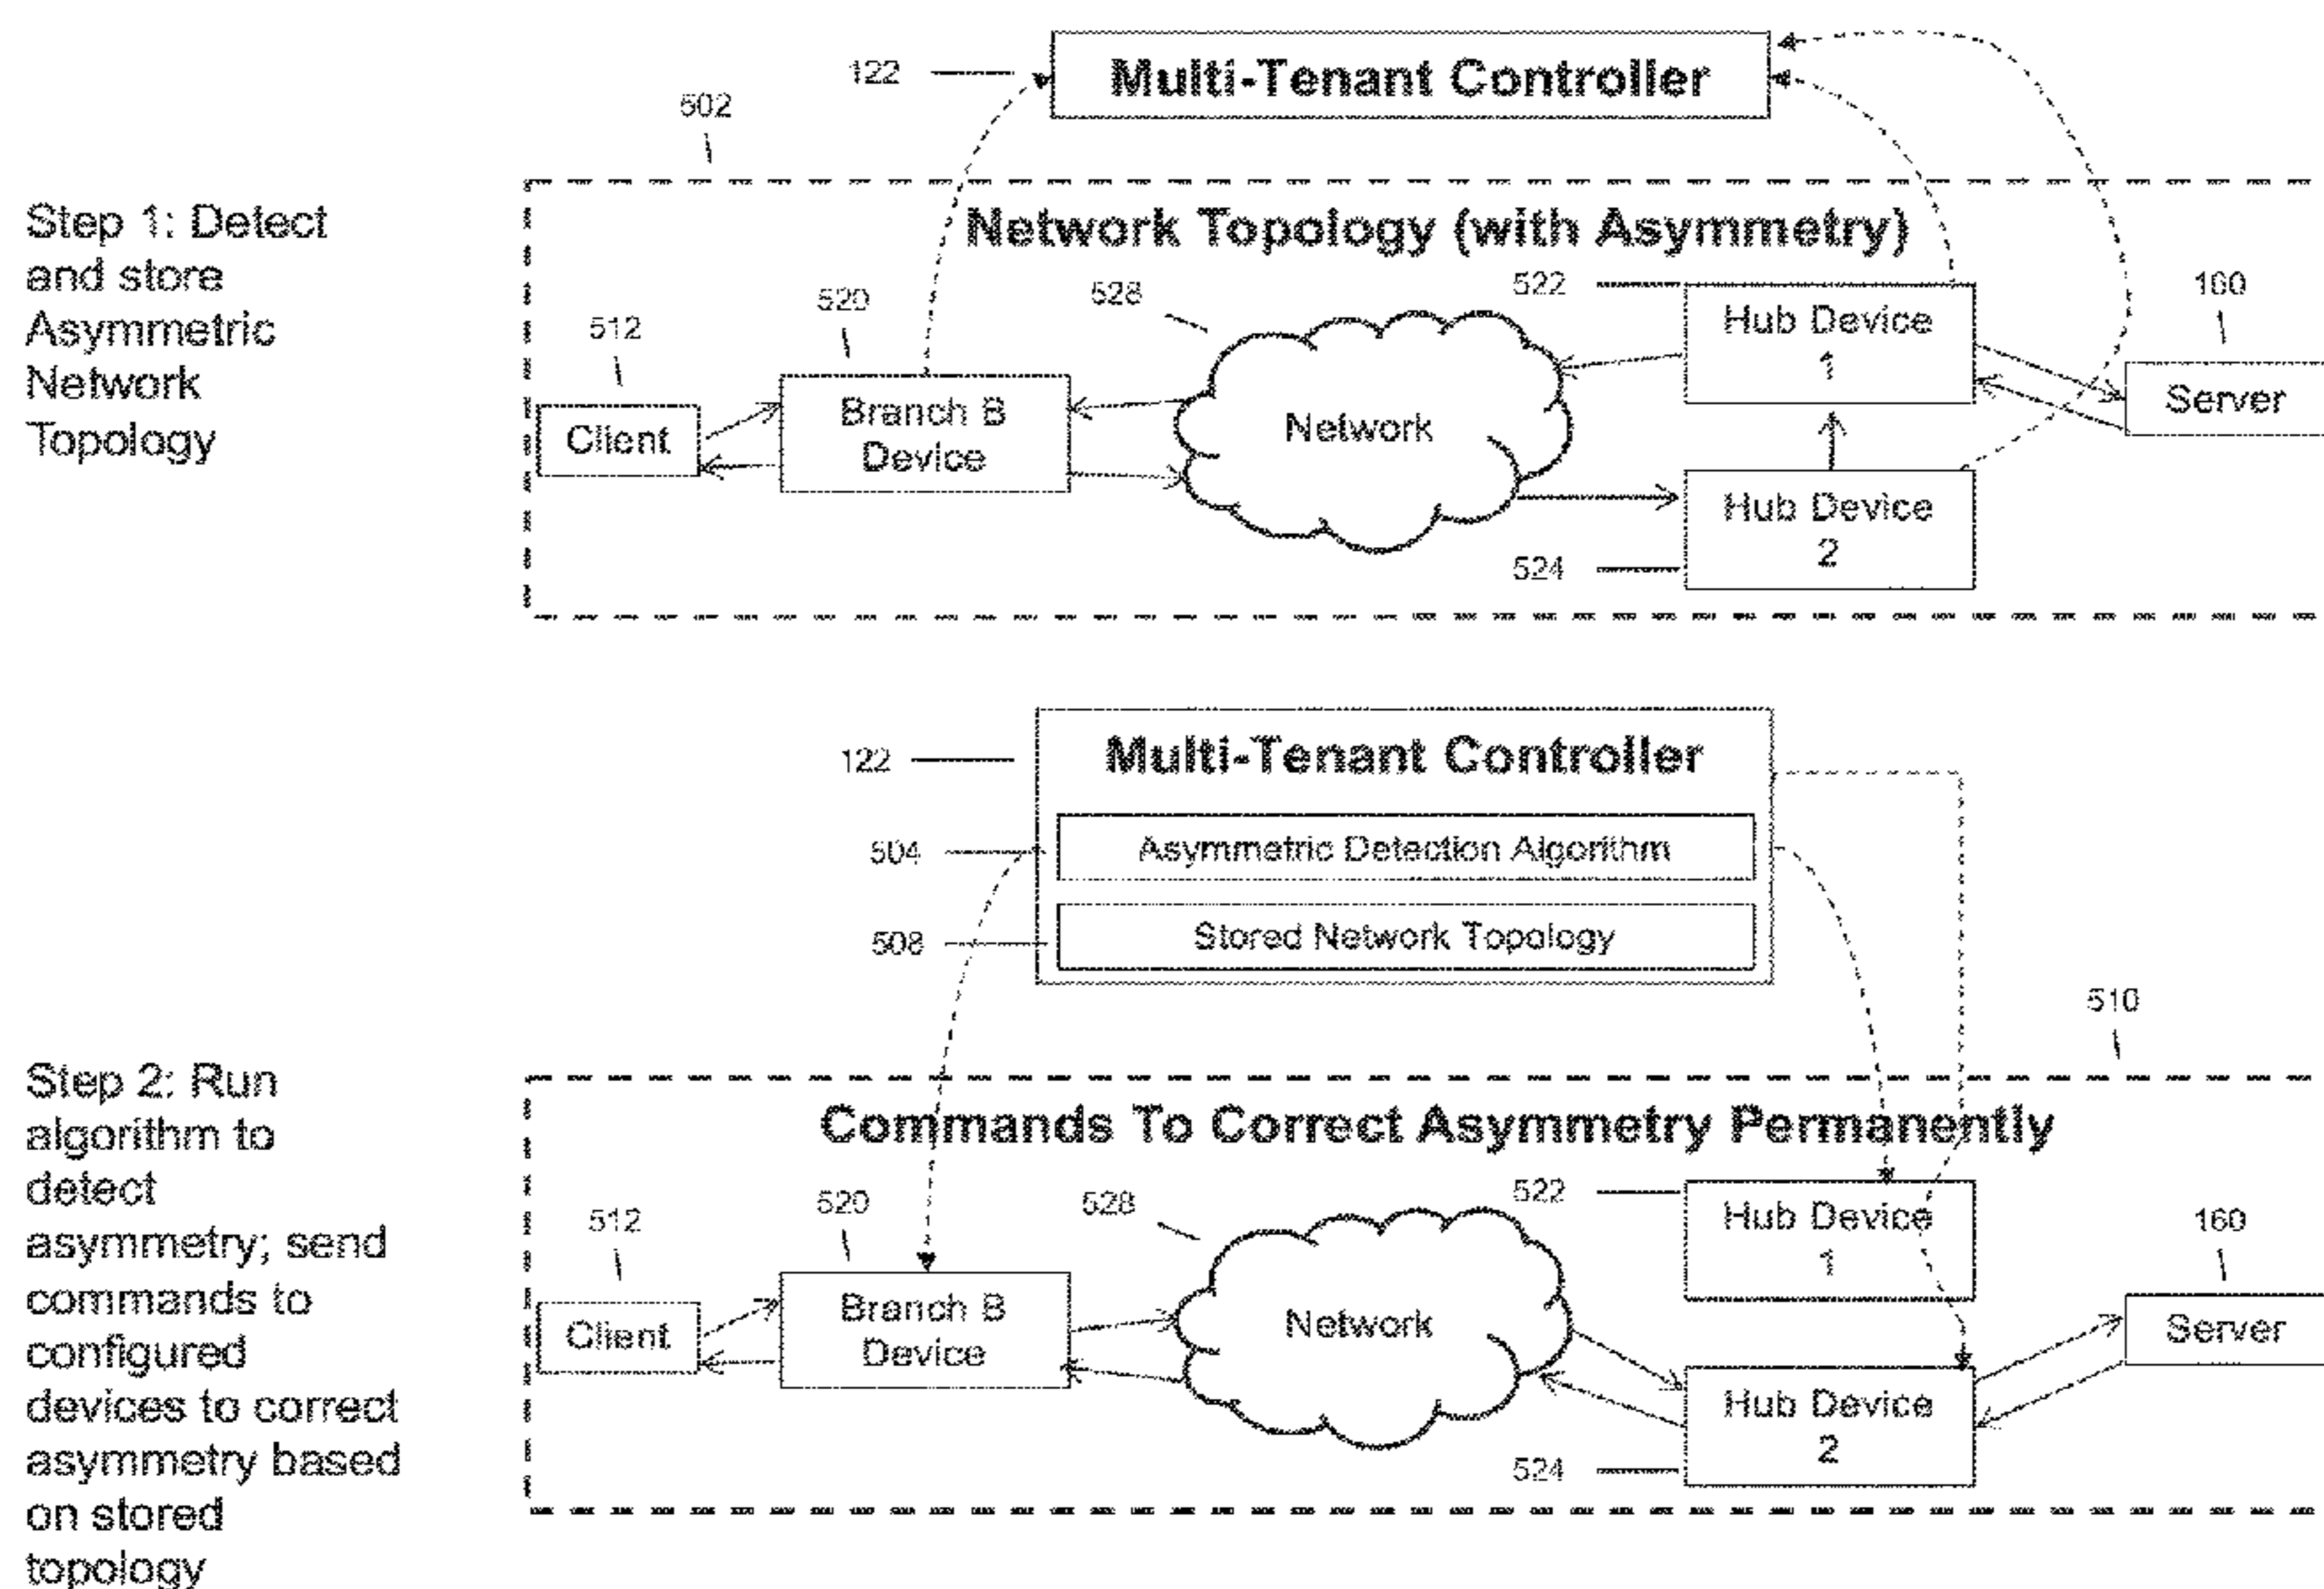 122
Multi-Tenant Controller
502
Step 1: Detect
and store
Asymmetric
Network
Topology
Network Topology (with Asymmetry)
512
520
528
522
160
Client
Branch B
Device
Network
Hub Device
1
Server
Hub Device
2
524
122
Multi-Tenant Controller
504
Asymmetric Detection Algorithm
508
Stored Network Topology
510
Step 2: Run
algorithm to
detect
asymmetry; send
commands to
configured
devices to correct
asymmetry based
on stored
topology
Commands To Correct Asymmetry Permanently
512
520
528
522
160
Client
Branch B
Device
Network
Hub Device
1
Server
Hub Device
2
524